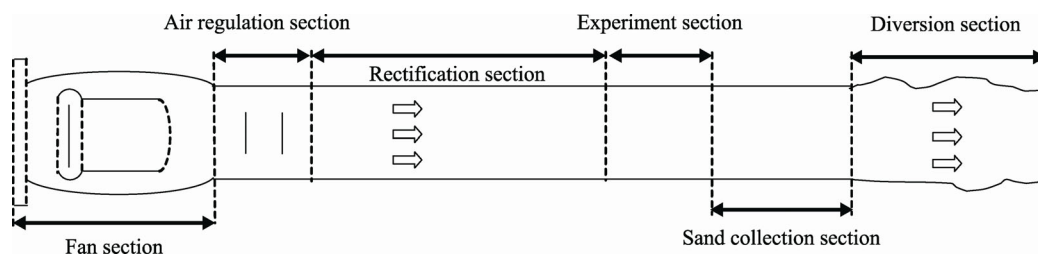 Air regulation section
Experiment section
Diversion section
Rectification section
Fan section
Sand collection section